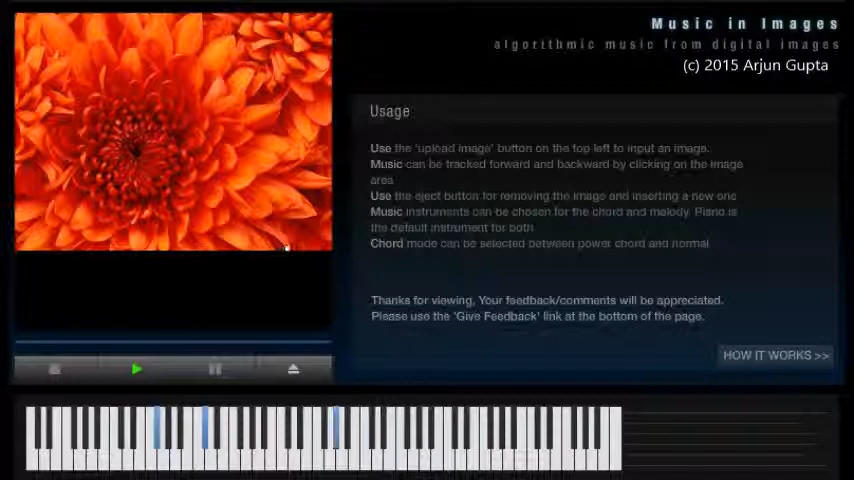 Music in Images
algorithmic music from digital images
(c) 2015 Arjun Gupta
Usage
Use the 'upload image' button on the top left to input an image.
Music can be tracked forward and backward by clicking on the image
area
Use the eject button for removing the image and inserting a new one
Music instruments can be chosen for the chord and melody. Piano is
the default instrument for both
Chord mode can be selected between power chord and normal
Thanks for viewing, Your feedback/comments will be appreciated.
Please use the 'Give Feedback' link at the bottom of the page.
HOW IT WORKS >>